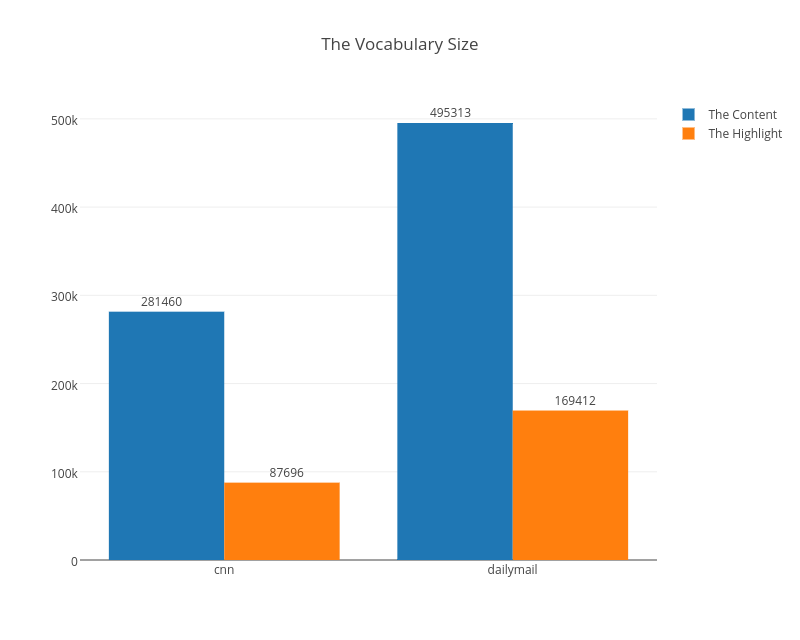 The Vocabulary Size
The Content
The Highlight
500k
400k
300k
200k
100k
0
281460
87696
495313
169412
cnn
dailymail